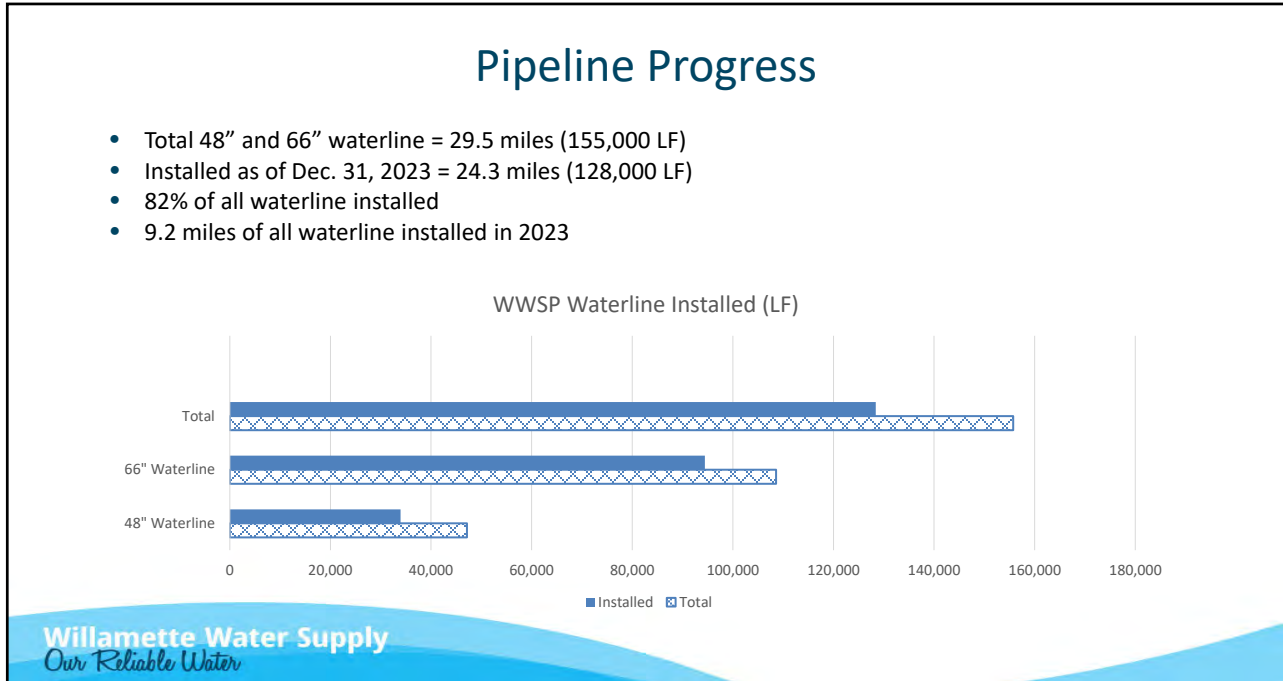 Pipeline Progress
• Total 48” and 66” waterline = 29.5 miles (155,000 LF)
• Installed as of Dec. 31, 2023 = 24.3 miles (128,000 LF)
• 82% of all waterline installed
• 9.2 miles of all waterline installed in 2023
WWSP Waterline Installed (LF)
Total
66" Waterline
48" Waterline
0 20,000 40,000 60,000 80,000 100,000 120,000 140,000 160,000 180,000
Installed Total
Willamette Water Supply
Our Reliable Water